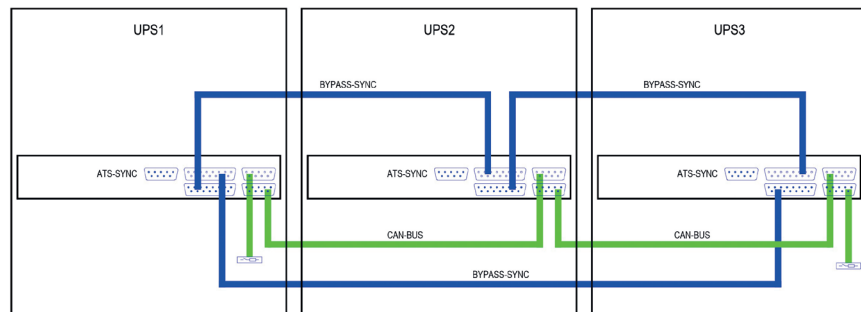 UPS1
UPS2
UPS3
BYPASS-SYNC
BYPASS-SYNC
ATS-SYNC
ATS-SYNC
ATS-SYNC
CAN-BUS
CAN-BUS
BYPASS-SYNC